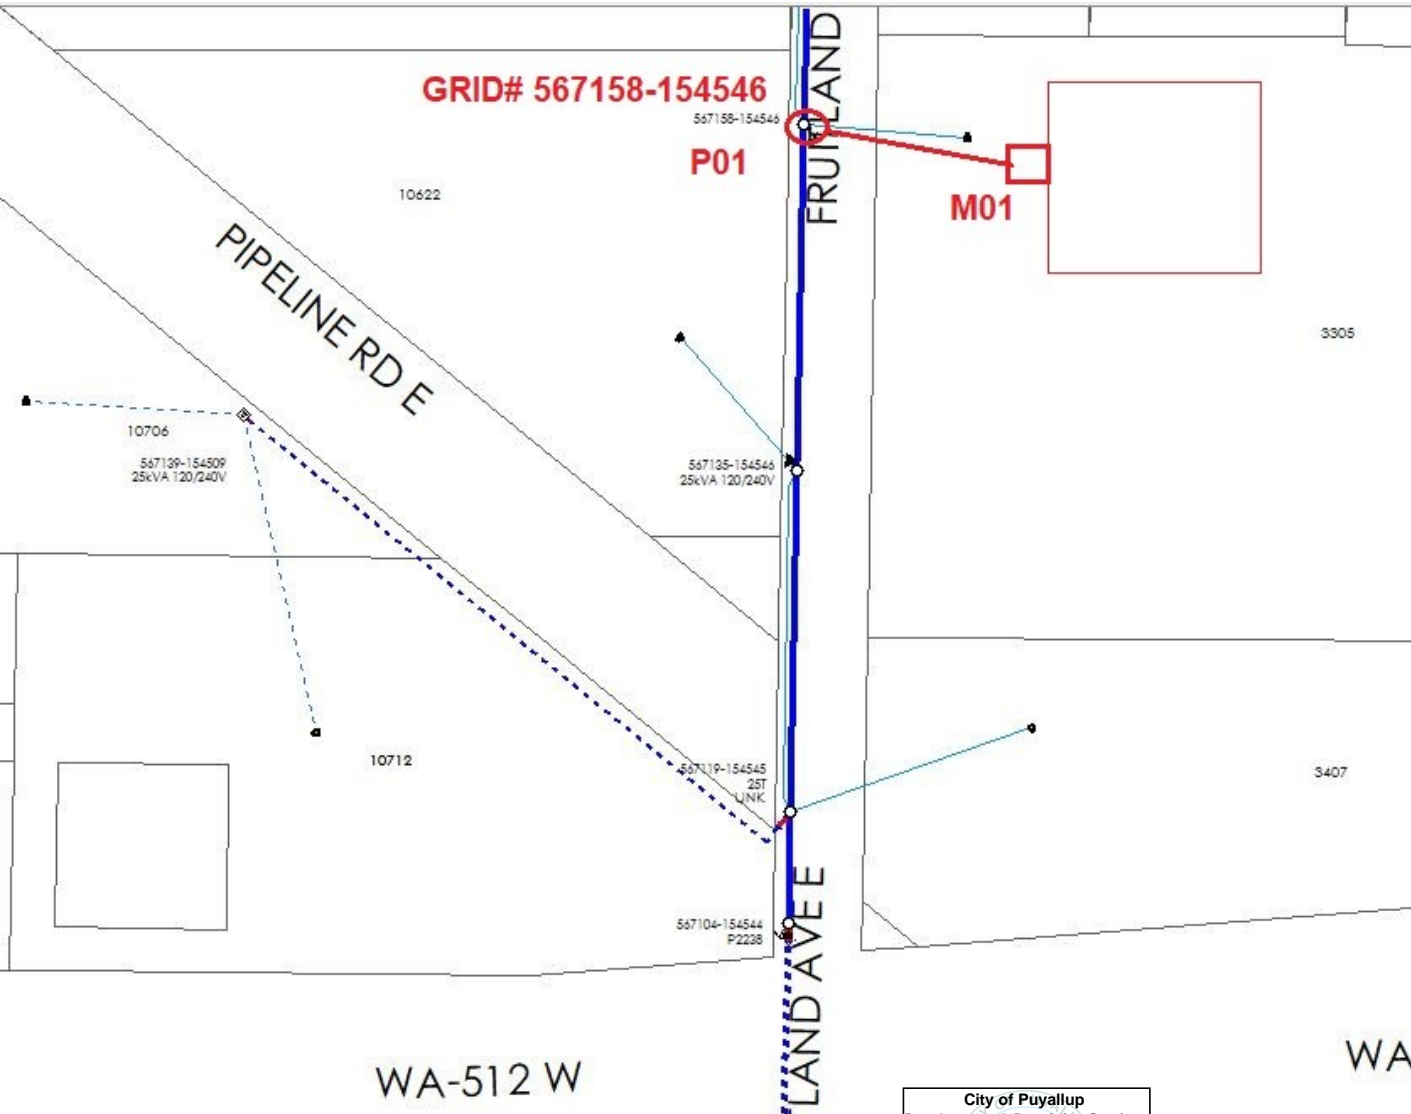 FRUITLAND
GRID# 567158-154546
567158-154546
P01
M01
10622
PIPELINE RD E
3305
10706
567139-154509
25kVA 120/240V
567135-154546
25kVA 120/240V
10712
567119-154545
25T
LINK
3407
LAND AVE E
567104-154544
P2238
WA-512 W
WA
City of Puyallup